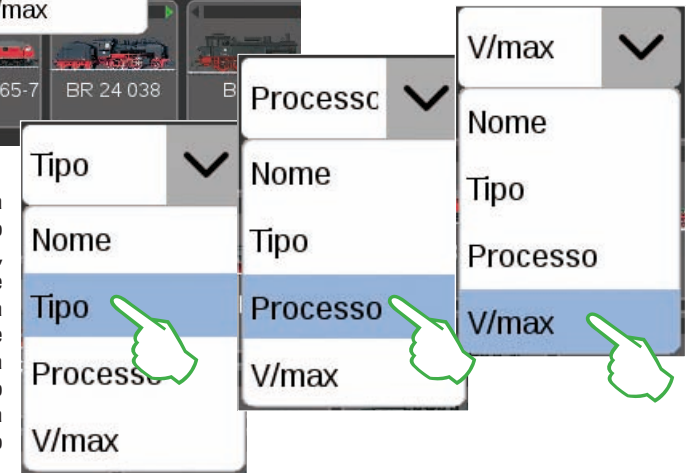 /max
65-7
BR 24 038
B
Tipo
Nome
Tipo
Processo
V/max
Processo
Nome
Tipo
Processo
V/max
V/max
Nome
Tipo
Processo
V/max